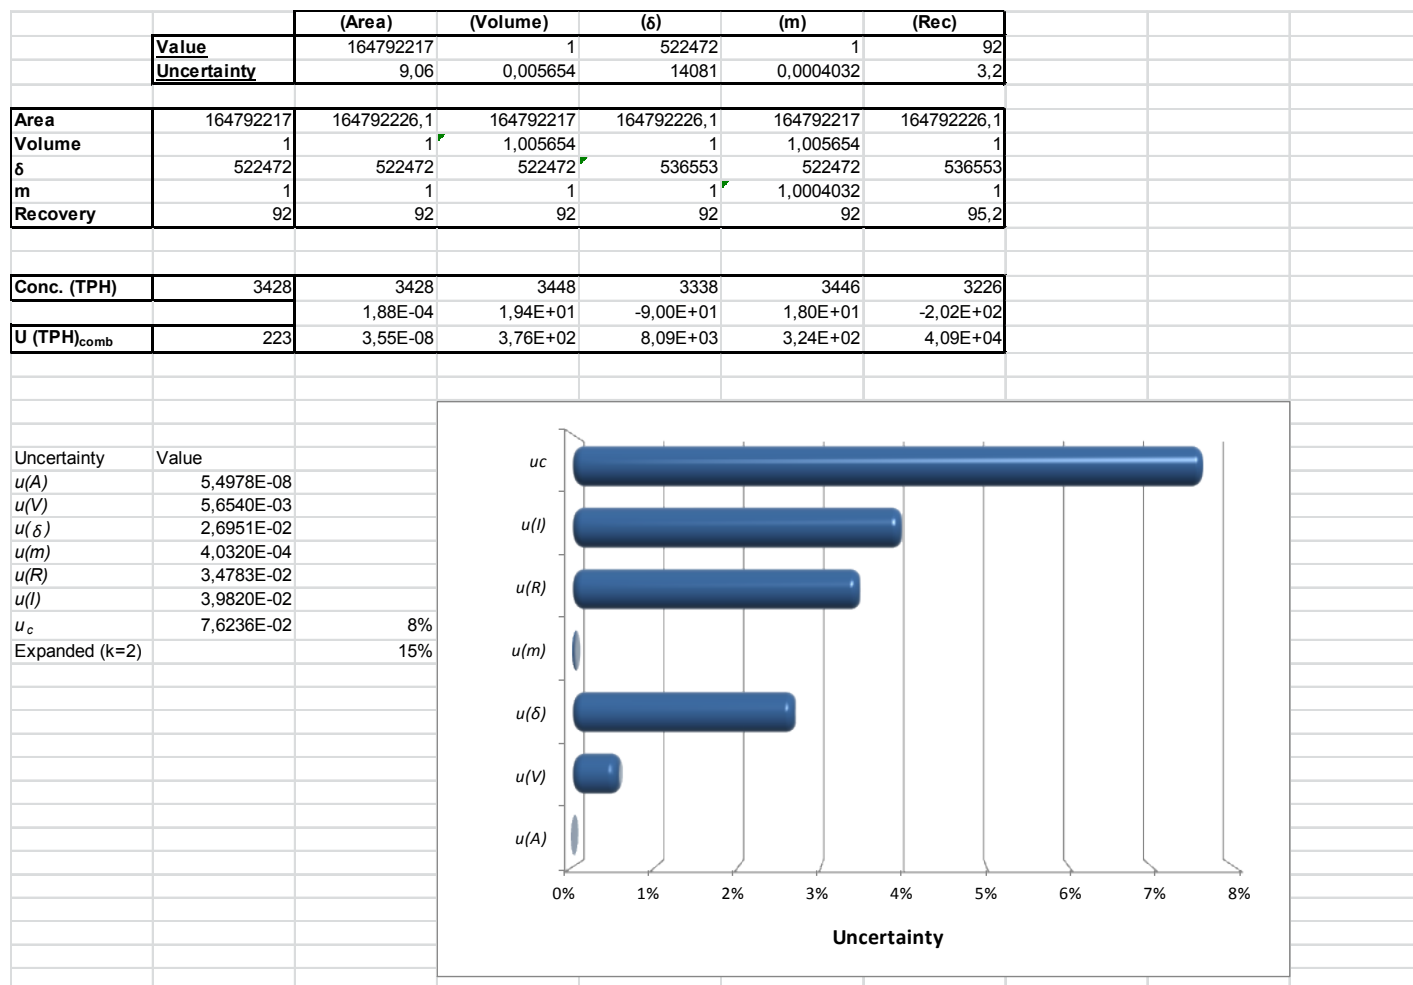 (Area) (Volume) (δ) (m) (Rec)
Value 164792217 1 522472 1 92
Uncertainty 9,06 0,005654 14081 0,0004032 3,2
Area 164792217 164792226,1 164792217 164792226,1 164792217 164792226,1
Volume 1 1 1,005654 1 1,005654 1
δ 522472 522472 522472 536553 522472 536553
m 1 1 1 1 1,0004032 1
Recovery 92 92 92 92 92 95,2
Conc. (TPH) 3428 3428 3448 3338 3446 3226
1,88E-04 1,94E+01 -9,00E+01 1,80E+01 -2,02E+02
U (TPH)comb 223 3,55E-08 3,76E+02 8,09E+03 3,24E+02 4,09E+04
Uncertainty Value
u(A) 5,4978E-08
u(V) 5,6540E-03
u(δ) 2,6951E-02
u(m) 4,0320E-04
u(R) 3,4783E-02
u(I) 3,9820E-02
uc 7,6236E-02 8%
Expanded (k=2) 15%
uc
u(I)
u(R)
u(m)
u(δ)
u(V)
u(A)
0% 1% 2% 3% 4% 5% 6% 7% 8%
Uncertainty